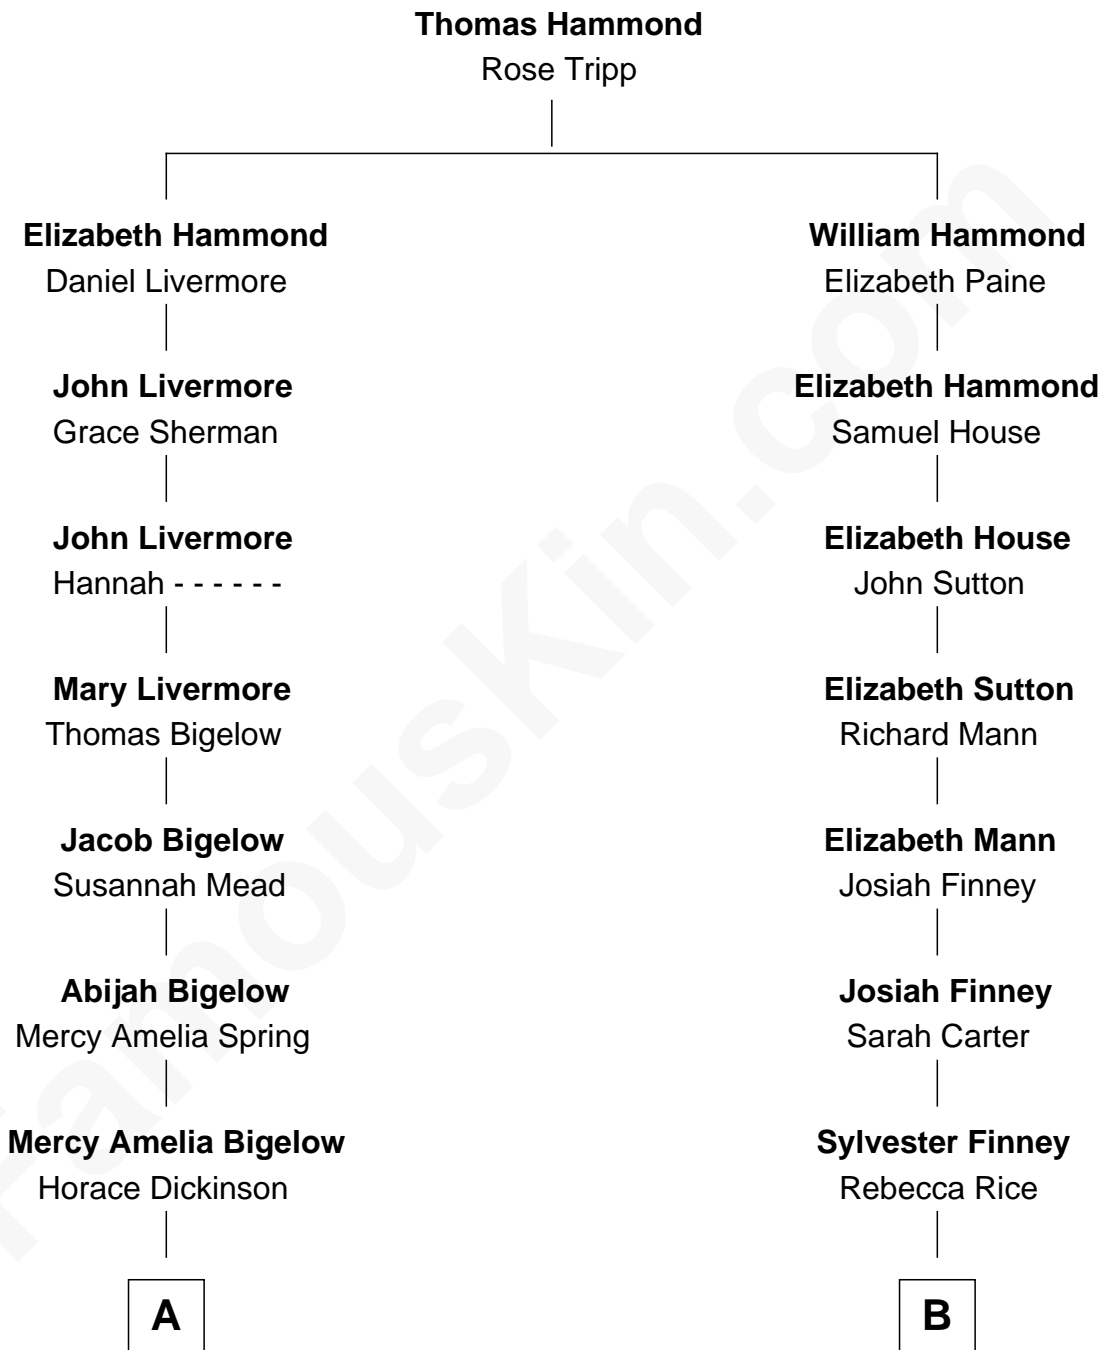 Thomas Hammond
Rose Tripp
Elizabeth Hammond
Daniel Livermore
William Hammond
Elizabeth Paine
John Livermore
Grace Sherman
Elizabeth Hammond
Samuel House
John Livermore
Hannah - - - - - -
Elizabeth House
John Sutton
Mary Livermore
Thomas Bigelow
Elizabeth Sutton
Richard Mann
Jacob Bigelow
Susannah Mead
Elizabeth Mann
Josiah Finney
Abijah Bigelow
Mercy Amelia Spring
Josiah Finney
Sarah Carter
Mercy Amelia Bigelow
Horace Dickinson
Sylvester Finney
Rebecca Rice
A
B
FamousKin.com